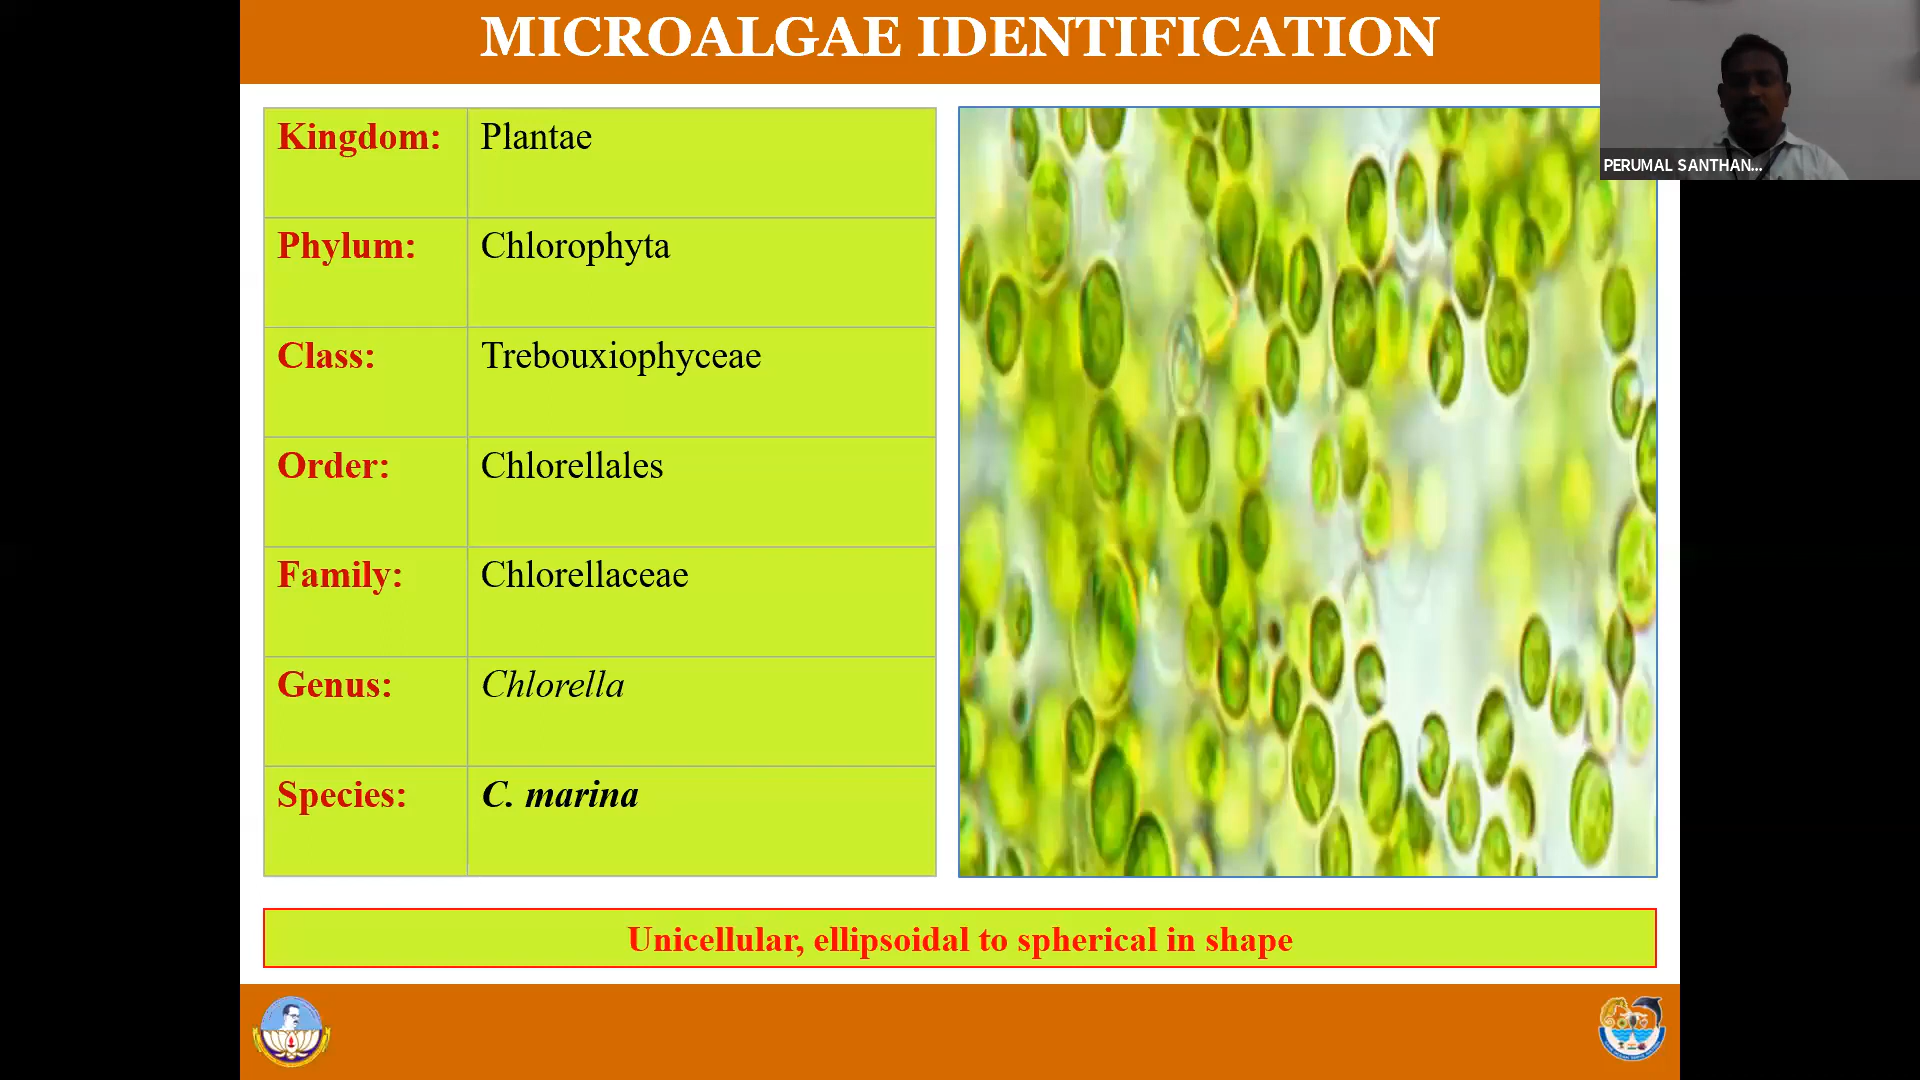 MICROALGAE IDENTIFICATION
PERUMAL SANTHAN...
Kingdom: Plantae
Phylum: Chlorophyta
Class: Trebouxiophyceae
Order: Chlorellales
Family: Chlorellaceae
Genus: Chlorella
Species: C. marina
Unicellular, ellipsoidal to spherical in shape